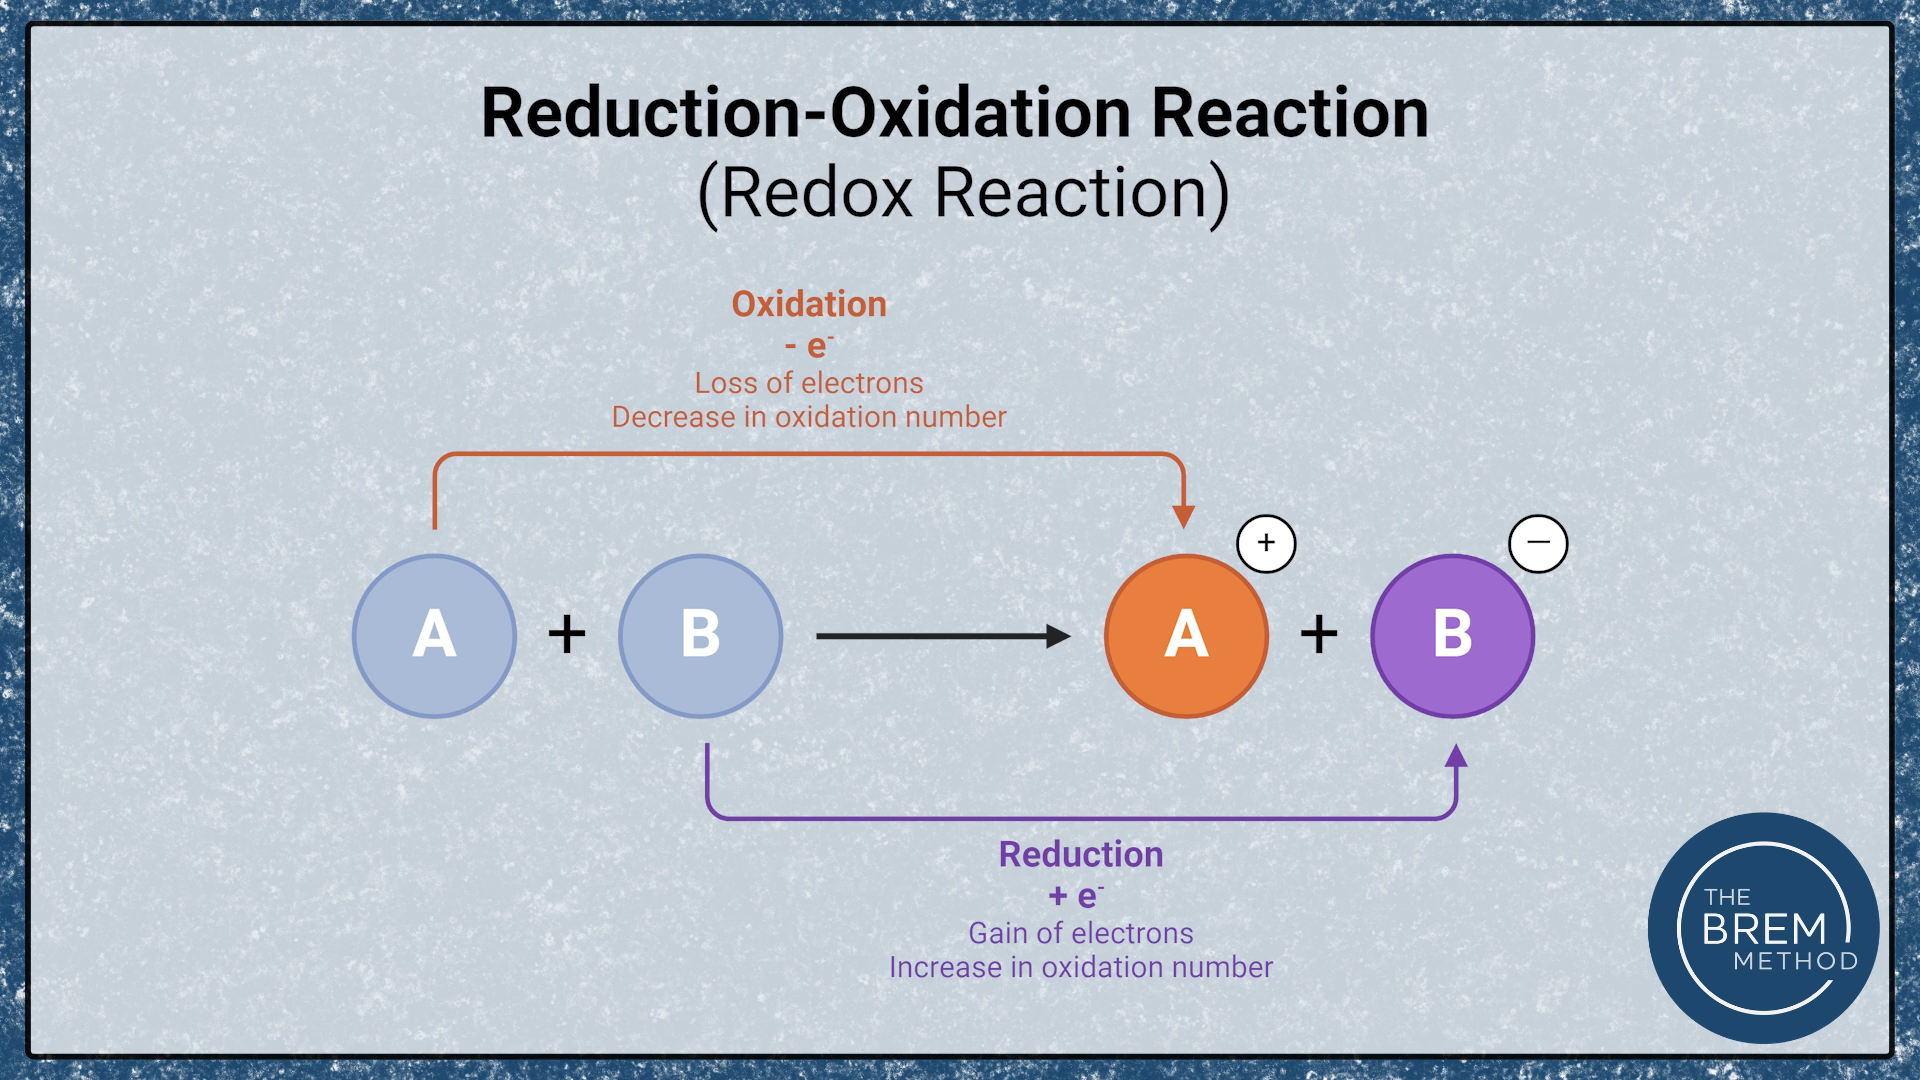 Reduction-Oxidation Reaction
(Redox Reaction)
Oxidation
- e⁻
Loss of electrons
Decrease in oxidation number
A + B → A + + B −
Reduction
+ e⁻
Gain of electrons
Increase in oxidation number
THE
BREM
METHOD